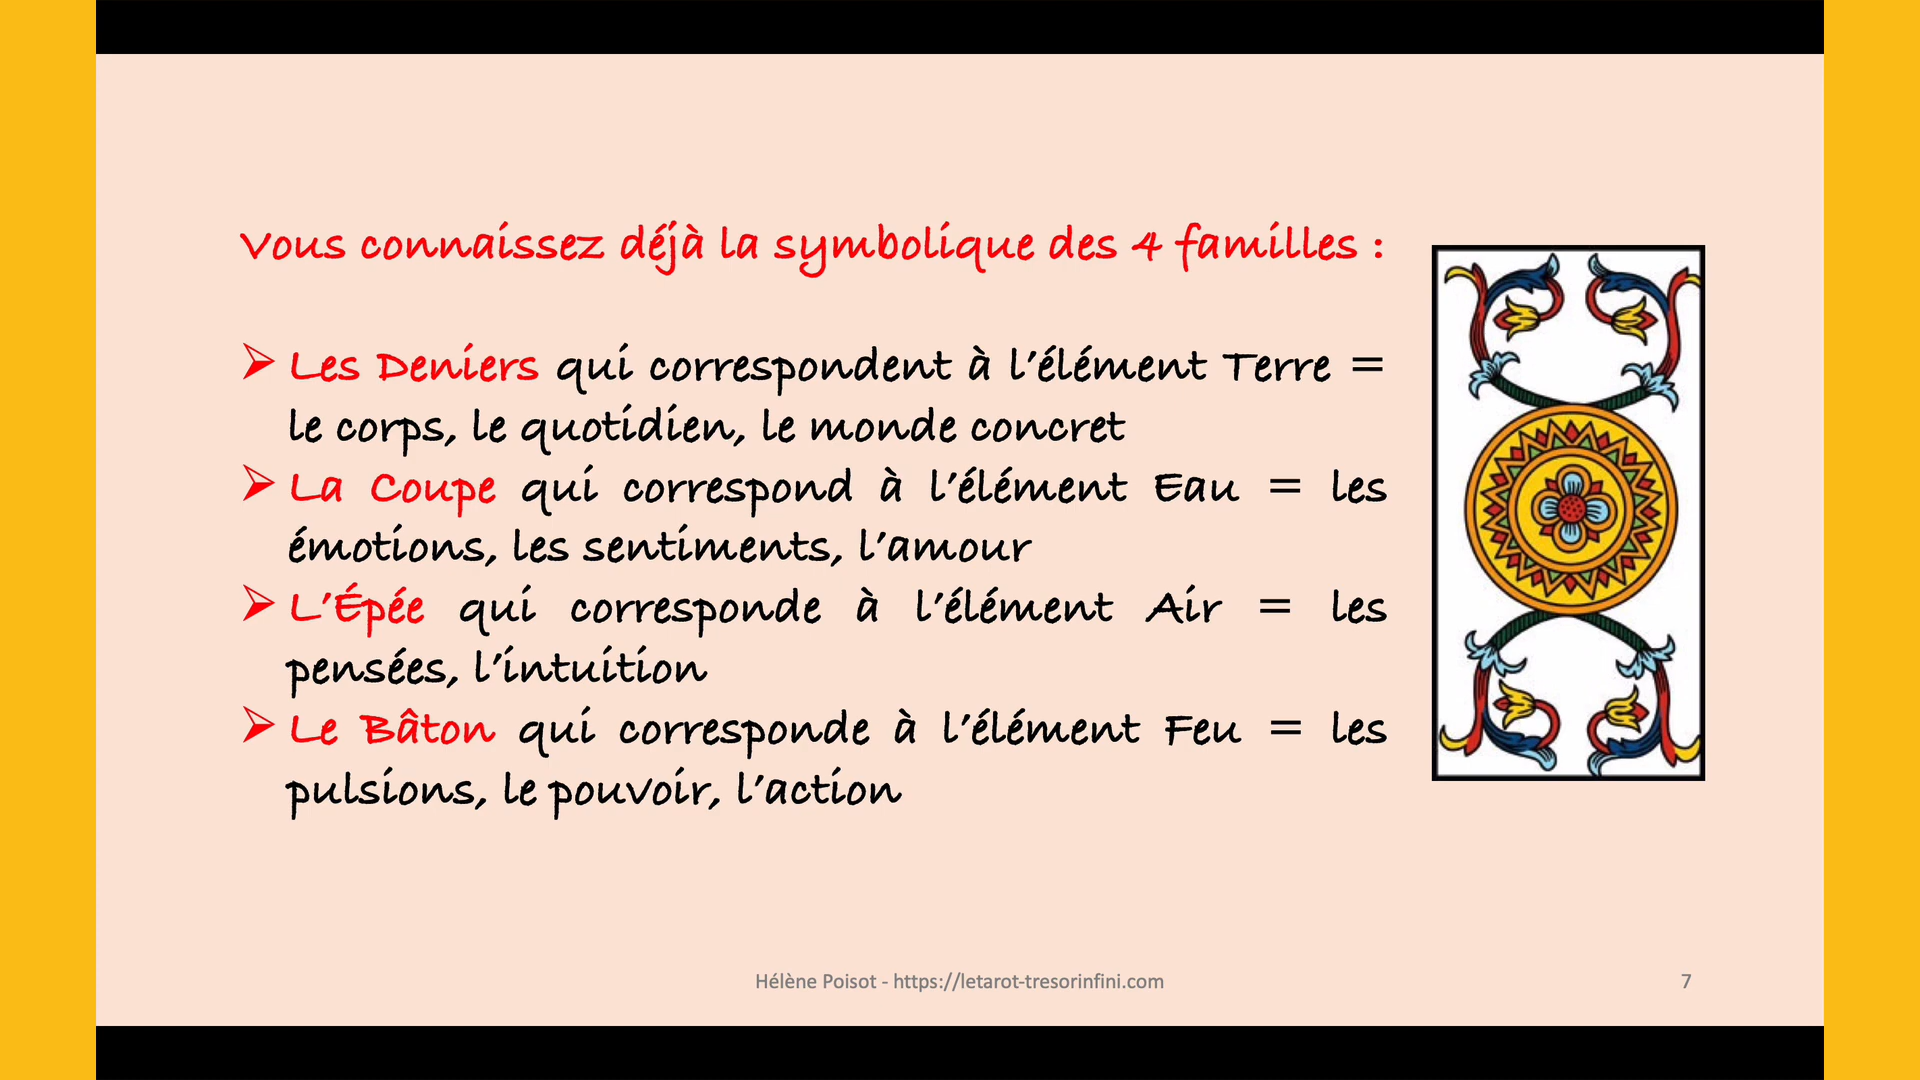 Vous connaissez déjà la symbolique des 4 familles :
Les Deniers qui correspondent à l'élément Terre =
le corps, le quotidien, le monde concret
La Coupe qui correspond à l'élément Eau = les
émotions, les sentiments, l'amour
L'Épée qui corresponde à l'élément Air = les
pensées, l'intuition
Le Bâton qui corresponde à l'élément Feu = les
pulsions, le pouvoir, l'action
Hélène Poisot - https://letarot-tresorinfini.com
7